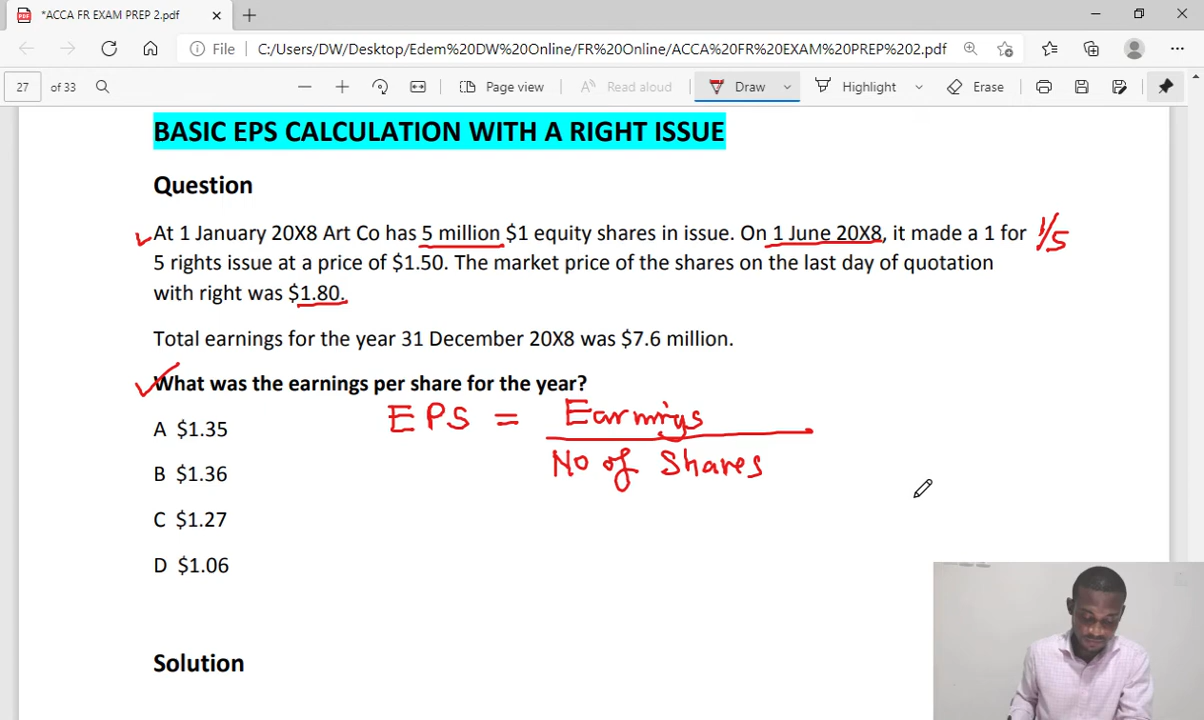 *ACCA FR EXAM PREP 2.pdf
File C:/Users/DW/Desktop/Edem%20DW%20Online/FR%20Online/ACCA%20FR%20EXAM%20PREP%202.pdf
27 of 33 Page view Read aloud Draw Highlight Erase
BASIC EPS CALCULATION WITH A RIGHT ISSUE
Question
At 1 January 20X8 Art Co has 5 million $1 equity shares in issue. On 1 June 20X8, it made a 1 for 1/5
5 rights issue at a price of $1.50. The market price of the shares on the last day of quotation
with right was $1.80.
Total earnings for the year 31 December 20X8 was $7.6 million.
What was the earnings per share for the year?
EPS = Earnings
A $1.35
No of Shares
B $1.36
C $1.27
D $1.06
Solution